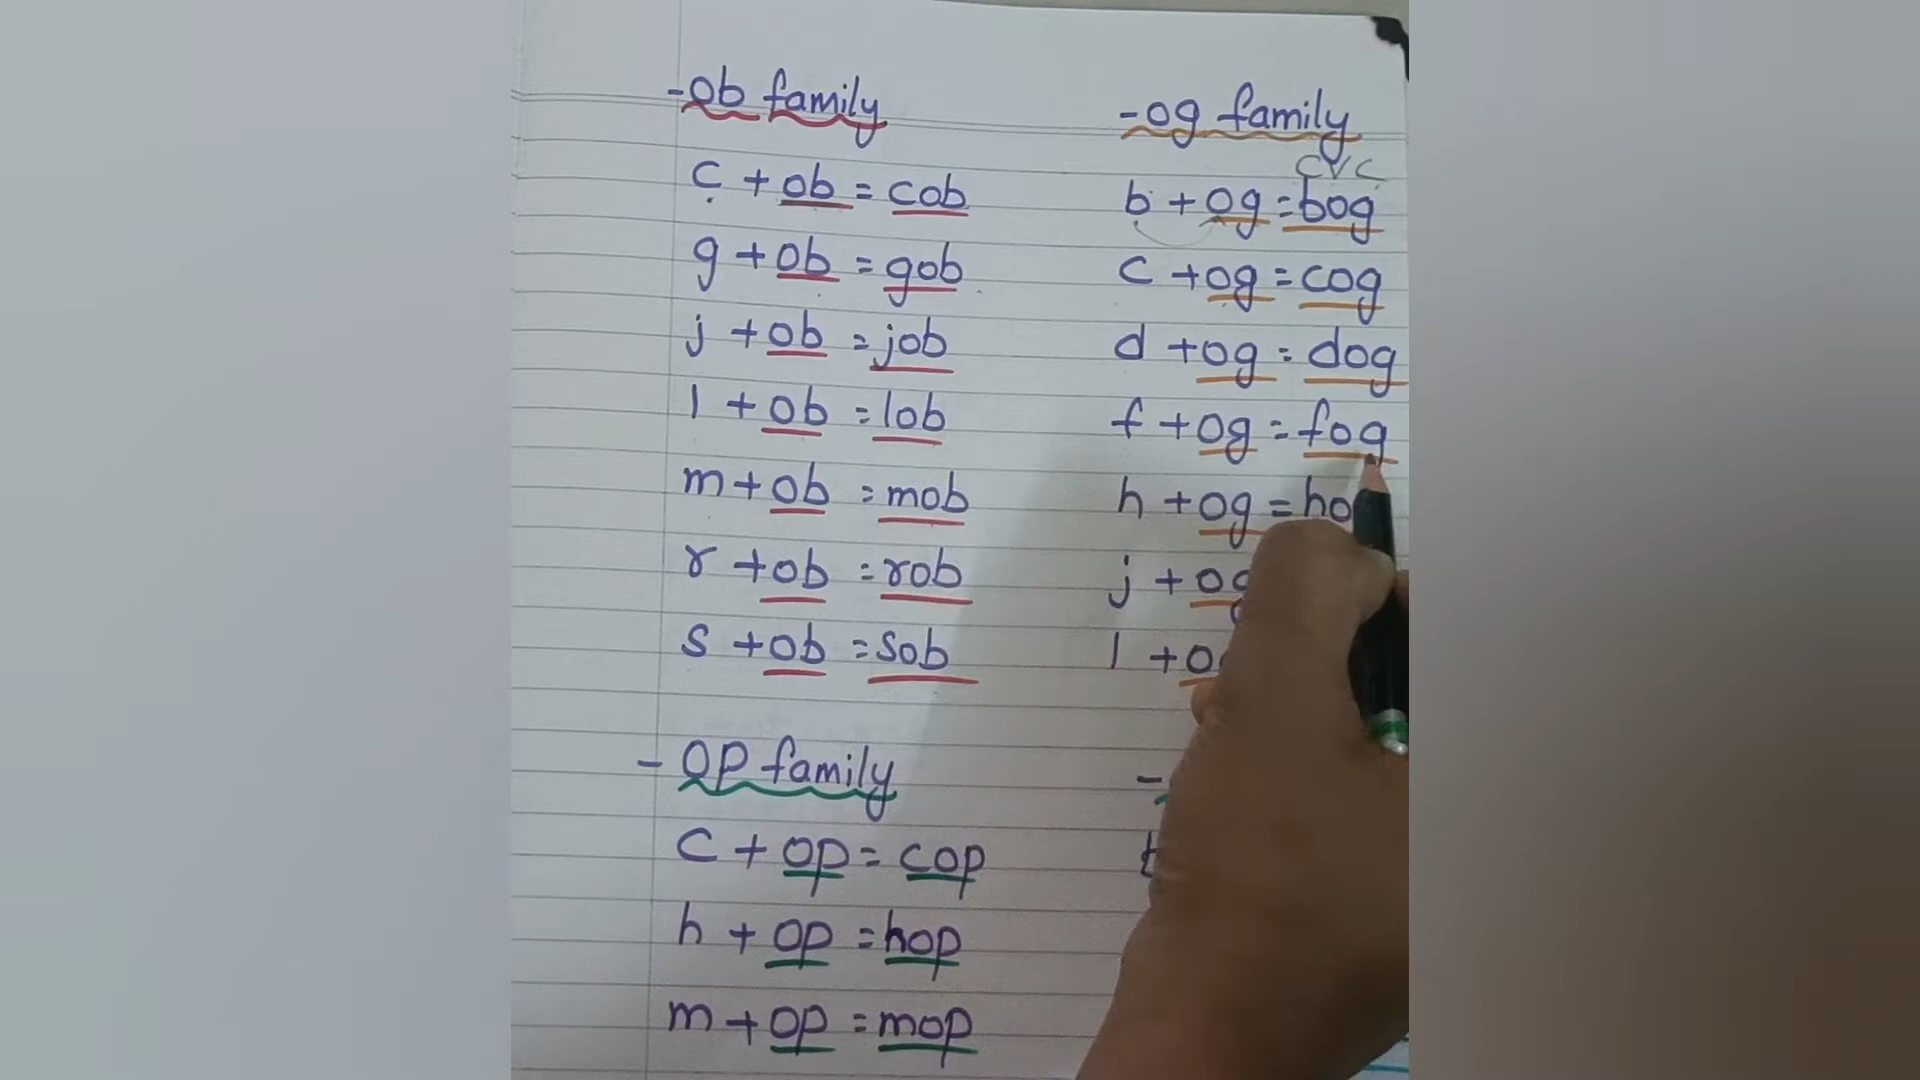 -ob family
c + ob = cob
g + ob = gob
j + ob = job
l + ob = lob
m + ob = mob
r + ob = rob
s + ob = sob
-og family
CVC
b + og = bog
c + og = cog
d + og = dog
f + og = fog
h + og = ho
j + og
l + o
- op family
c + op = cop
h + op = hop
m + op = mop
-
t